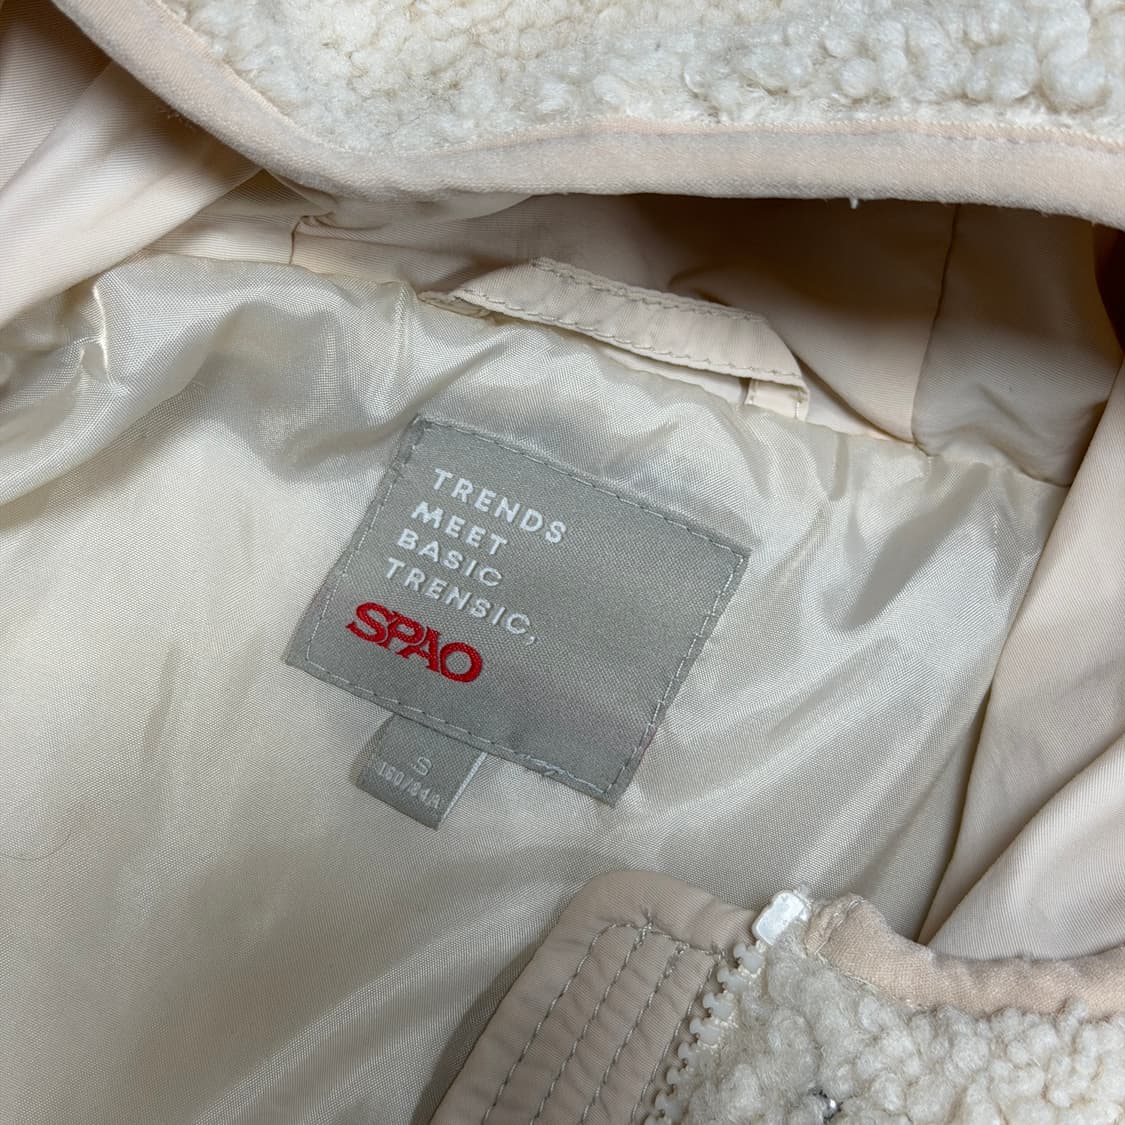 TRENDS
MEET
BASIC
TRENSIC,
SPAO
S
160/84A